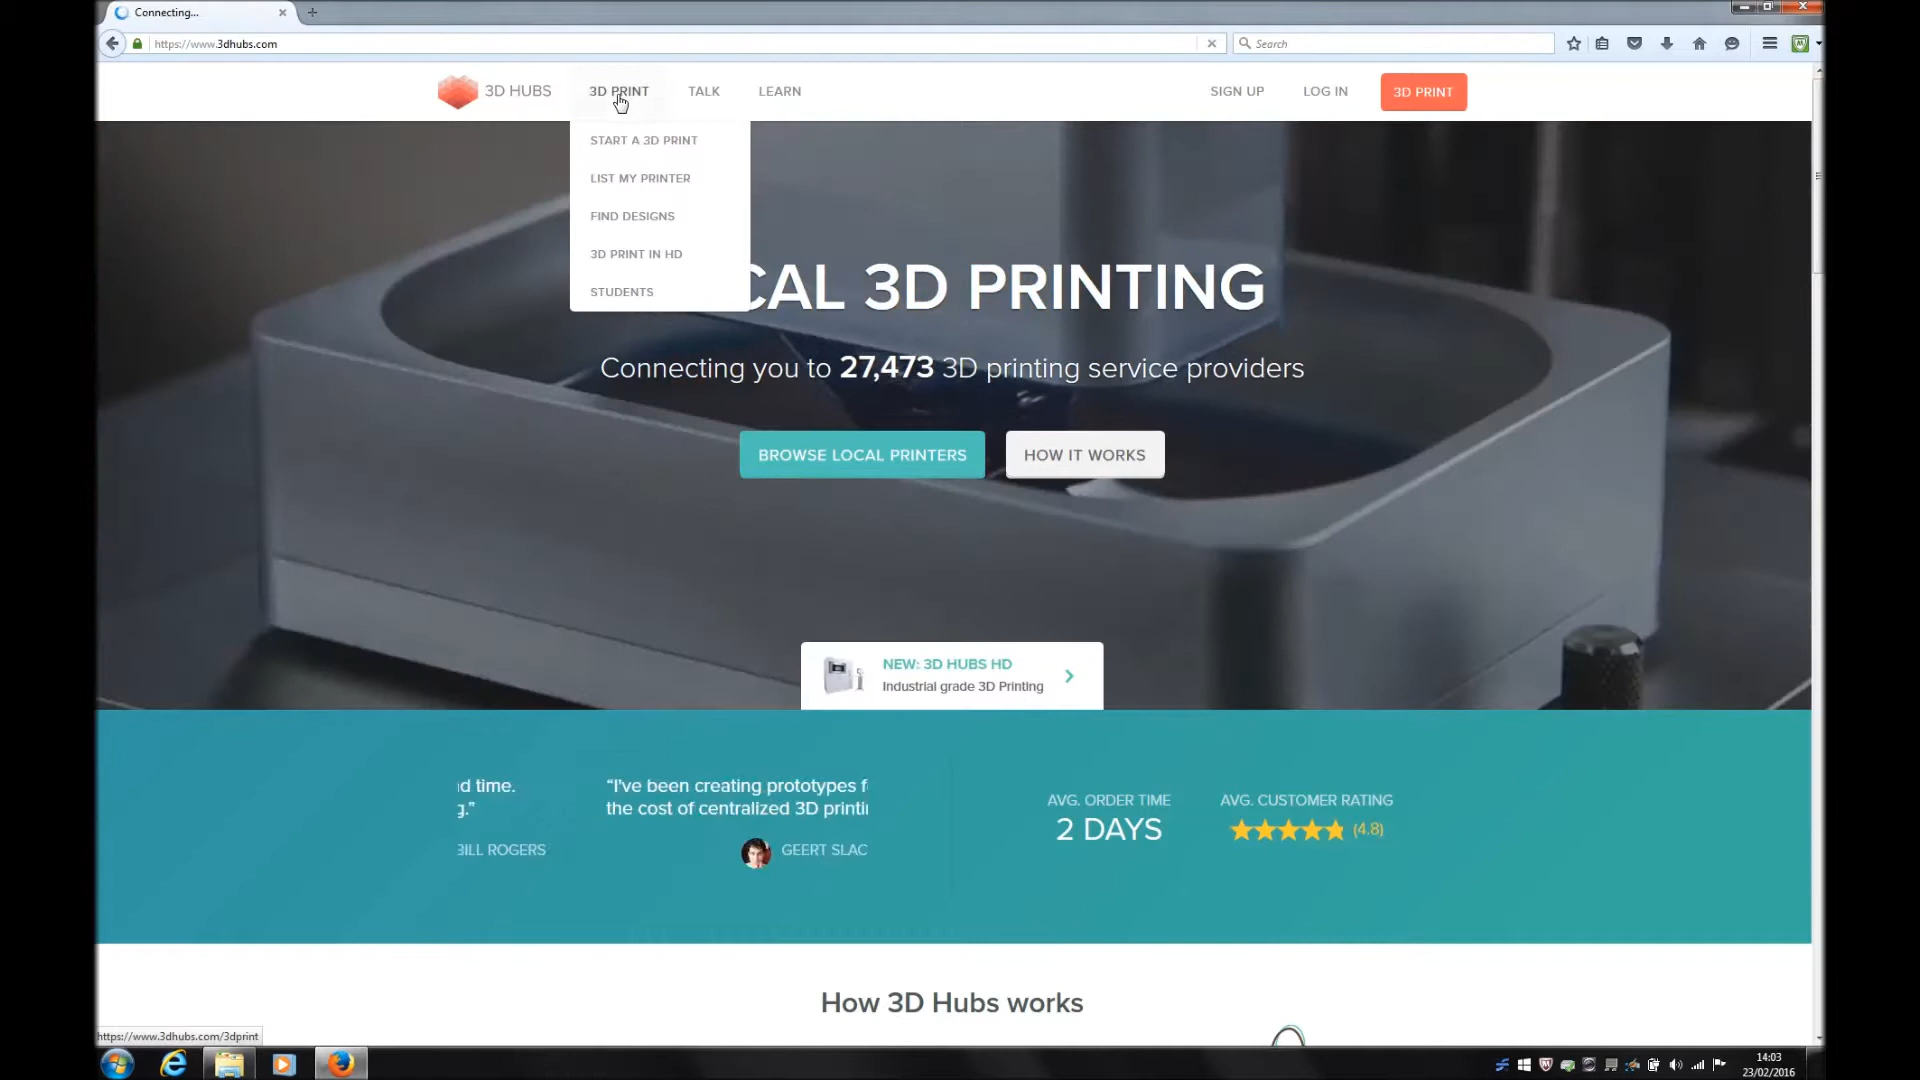 Connecting...
https://www.3dhubs.com
Search
3D HUBS
3D PRINT
TALK
LEARN
SIGN UP
LOG IN
3D PRINT
START A 3D PRINT
LIST MY PRINTER
FIND DESIGNS
3D PRINT IN HD
STUDENTS
CAL 3D PRINTING
Connecting you to 27,473 3D printing service providers
BROWSE LOCAL PRINTERS
HOW IT WORKS
NEW: 3D HUBS HD
Industrial grade 3D Printing
d time.
g.”
BILL ROGERS
“I've been creating prototypes f
the cost of centralized 3D printi
GEERT SLAC
AVG. ORDER TIME
2 DAYS
AVG. CUSTOMER RATING
(4.8)
How 3D Hubs works
https://www.3dhubs.com/3dprint
14:03
23/02/2016